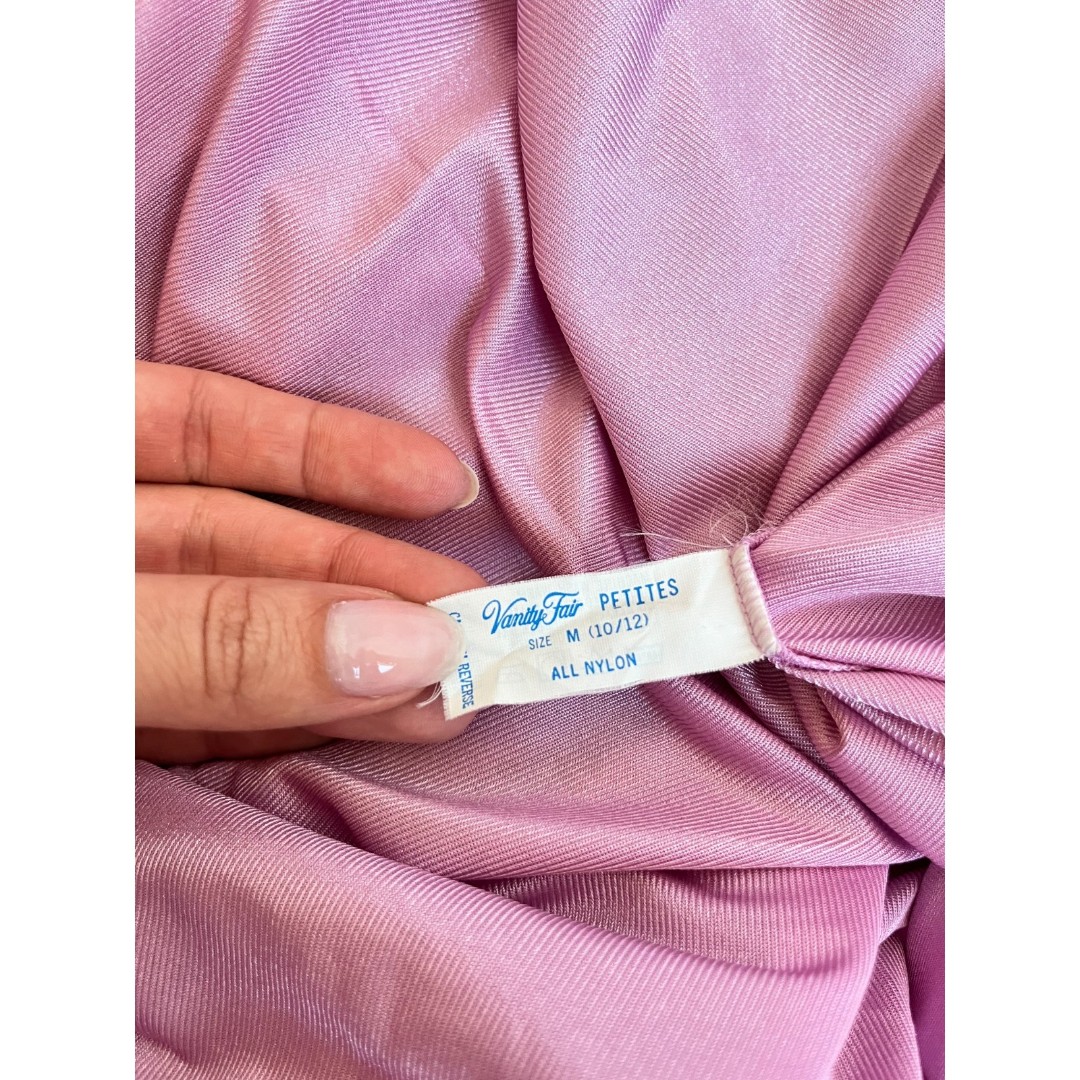 Vanity Fair PETITES
SIZE M (10/12)
ALL NYLON
REVERSE